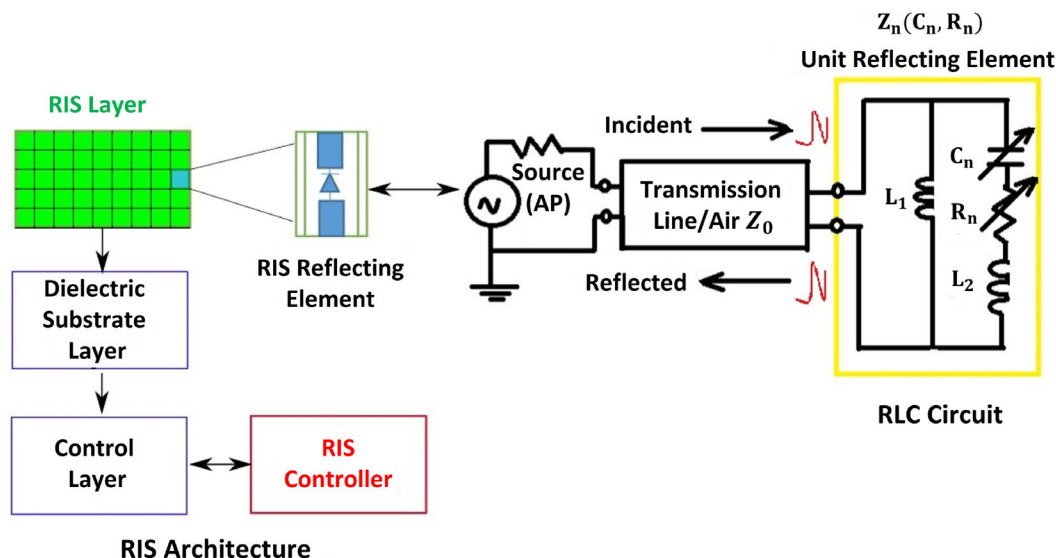 RIS Layer
RIS Reflecting
Element
Dielectric
Substrate
Layer
Control
Layer
RIS
Controller
RIS Architecture
Source
(AP)
Incident
Transmission
Line/Air Z₀
Reflected
Zₙ(Cₙ, Rₙ)
Unit Reflecting Element
L₁
Cₙ
Rₙ
L₂
RLC Circuit